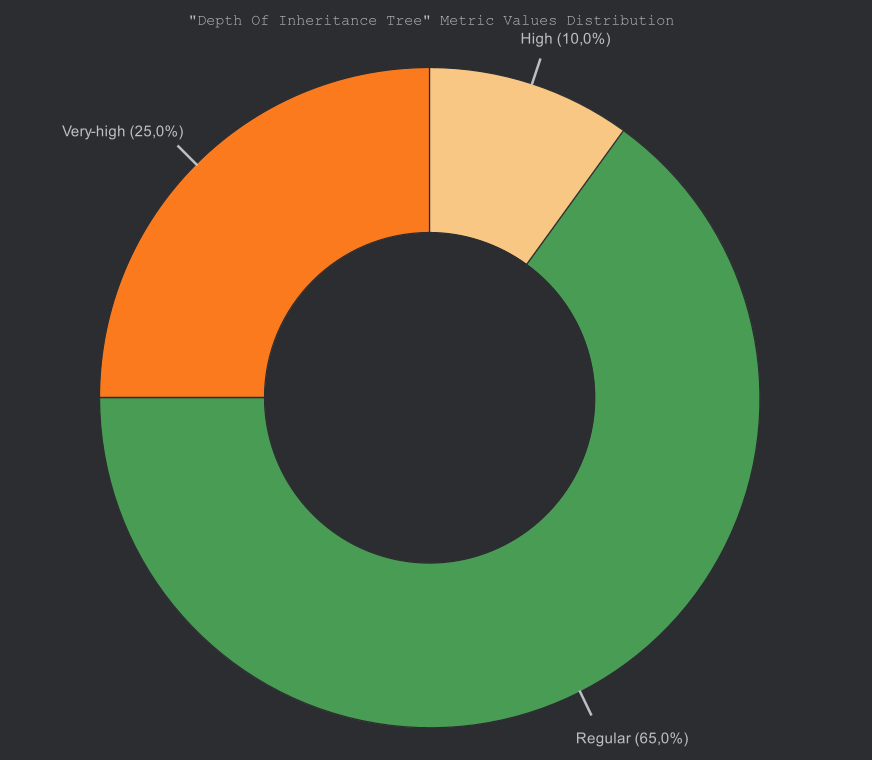 "Depth Of Inheritance Tree" Metric Values Distribution
High (10,0%)
Very-high (25,0%)
Regular (65,0%)